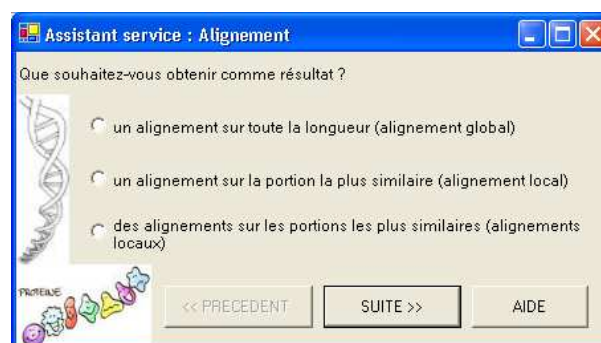 Assistant service : Alignement
Que souhaitez-vous obtenir comme résultat ?
un alignement sur toute la longueur (alignement global)
un alignement sur la portion la plus similaire (alignement local)
des alignements sur les portions les plus similaires (alignements
locaux)
PROTEINE
<< PRECEDENT
SUITE >>
AIDE